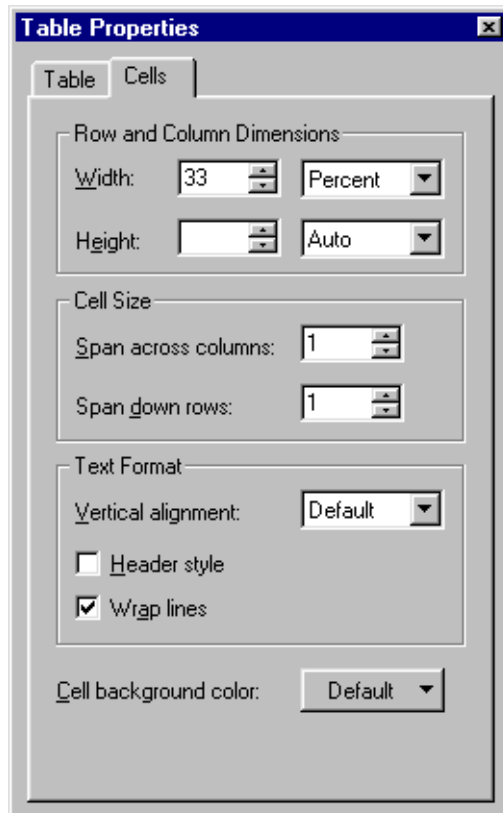 Table Properties
Table Cells
Row and Column Dimensions
Width: 33 Percent
Height: Auto
Cell Size
Span across columns: 1
Span down rows: 1
Text Format
Vertical alignment: Default
Header style
Wrap lines
Cell background color: Default